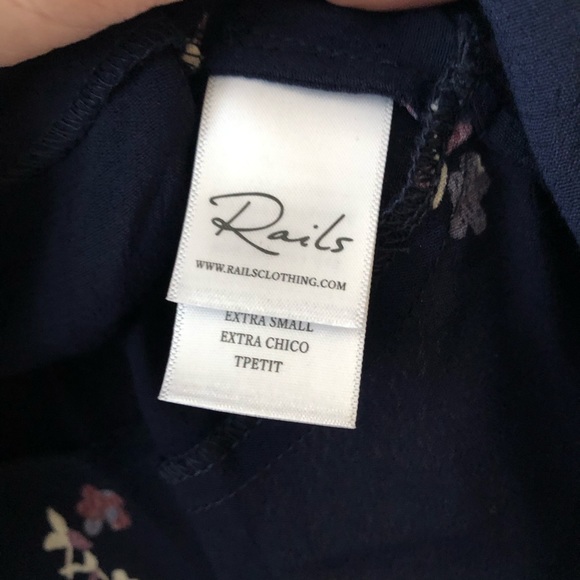 Rails
WWW.RAILSCLOTHING.COM
EXTRA SMALL
EXTRA CHICO
TPETIT